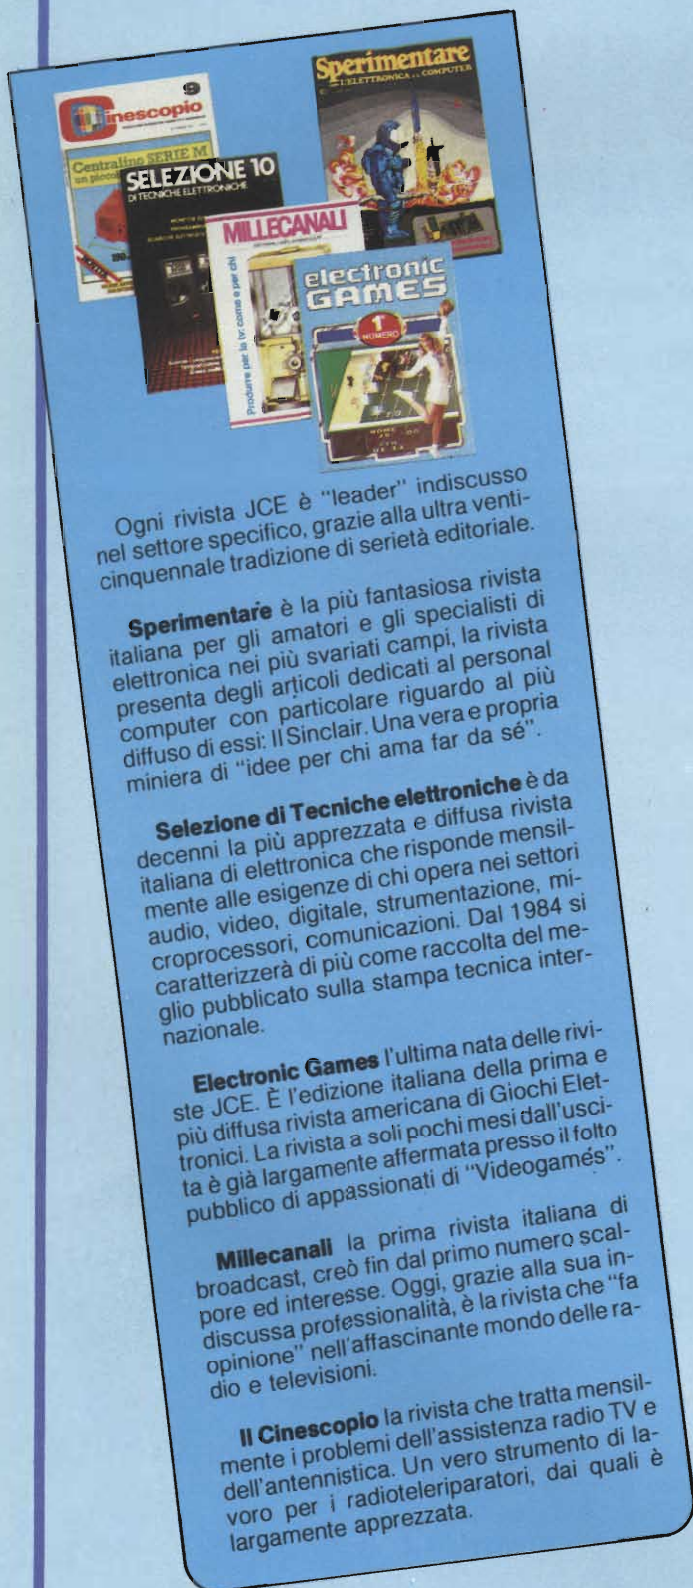 9
Cinescopio
Centralino SERIE M
un piccolo
SELEZIONE 10
DI TECNICHE ELETTRONICHE
MILLECANALI
Produrre per la tv: come e per chi
Sperimentare
L'ELETTRONICA E IL COMPUTER
electronic
GAMES
1°
NUMERO
Ogni rivista JCE è "leader" indiscusso
nel settore specifico, grazie alla ultra venti-
cinquennale tradizione di serietà editoriale.
Sperimentare è la più fantasiosa rivista
italiana per gli amatori e gli specialisti di
elettronica nei più svariati campi, la rivista
presenta degli articoli dedicati al personal
computer con particolare riguardo al più
diffuso di essi: Il Sinclair. Una vera e propria
miniera di "idee per chi ama far da sé".
Selezione di Tecniche elettroniche è da
decenni la più apprezzata e diffusa rivista
italiana di elettronica che risponde mensil-
mente alle esigenze di chi opera nei settori
audio, video, digitale, strumentazione, mi-
croprocessori, comunicazioni. Dal 1984 si
caratterizzerà di più come raccolta del me-
glio pubblicato sulla stampa tecnica inter-
nazionale.
Electronic Games l'ultima nata delle rivi-
ste JCE. È l'edizione italiana della prima e
più diffusa rivista americana di Giochi Elet-
tronici. La rivista a soli pochi mesi dall'usci-
ta è già largamente affermata presso il folto
pubblico di appassionati di "Videogames".
Millecanali la prima rivista italiana di
broadcast, creò fin dal primo numero scal-
pore ed interesse. Oggi, grazie alla sua in-
discussa professionalità, è la rivista che "fa
opinione" nell'affascinante mondo delle ra-
dio e televisioni.
Il Cinescopio la rivista che tratta mensil-
mente i problemi dell'assistenza radio TV e
dell'antennistica. Un vero strumento di la-
voro per i radioteleriparatori, dai quali è
largamente apprezzata.